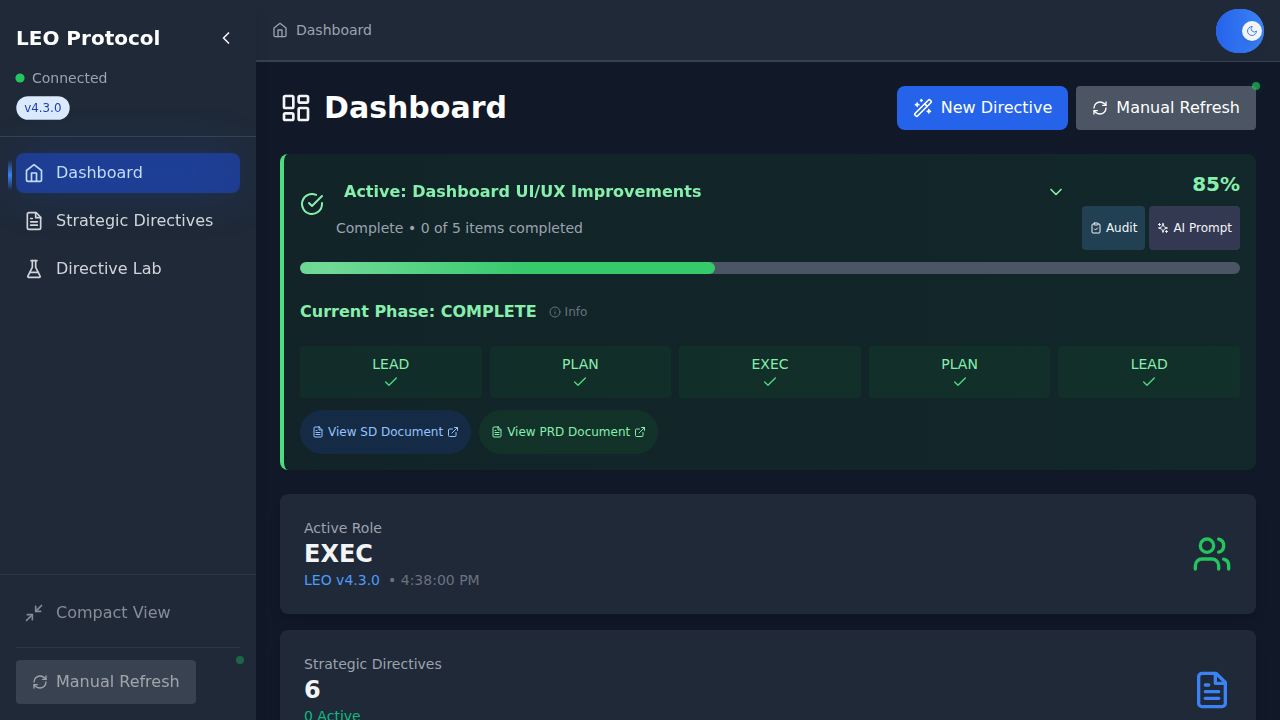 LEO Protocol
Connected
v4.3.0
Dashboard
Strategic Directives
Directive Lab
Compact View
Manual Refresh
Dashboard
Dashboard
New Directive
Manual Refresh
Active: Dashboard UI/UX Improvements
85%
Complete • 0 of 5 items completed
Audit
AI Prompt
Current Phase: COMPLETE
Info
LEAD
PLAN
EXEC
PLAN
LEAD
View SD Document
View PRD Document
Active Role
EXEC
LEO v4.3.0 • 4:38:00 PM
Strategic Directives
6
0 Active